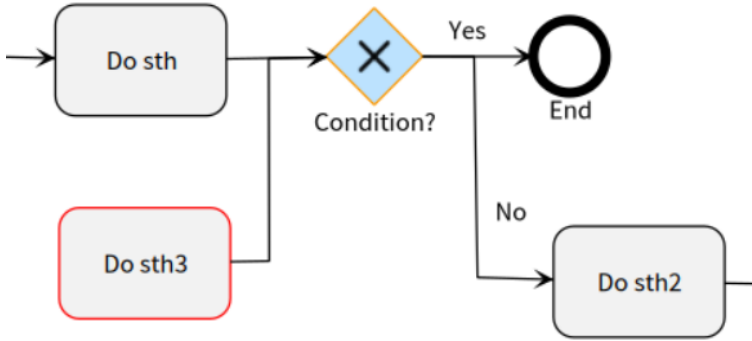 Do sth
Yes
Condition?
End
Do sth3
No
Do sth2